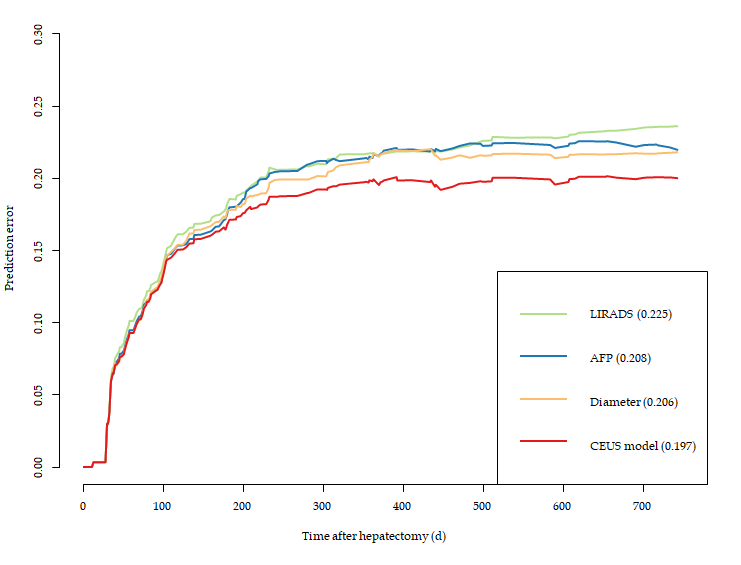 0.30
0.25
0.20
0.15
0.10
0.05
0.00
Prediction error
LIRADS (0.225)
AFP (0.208)
Diameter (0.206)
CEUS model (0.197)
0 100 200 300 400 500 600 700
Time after hepatectomy (d)